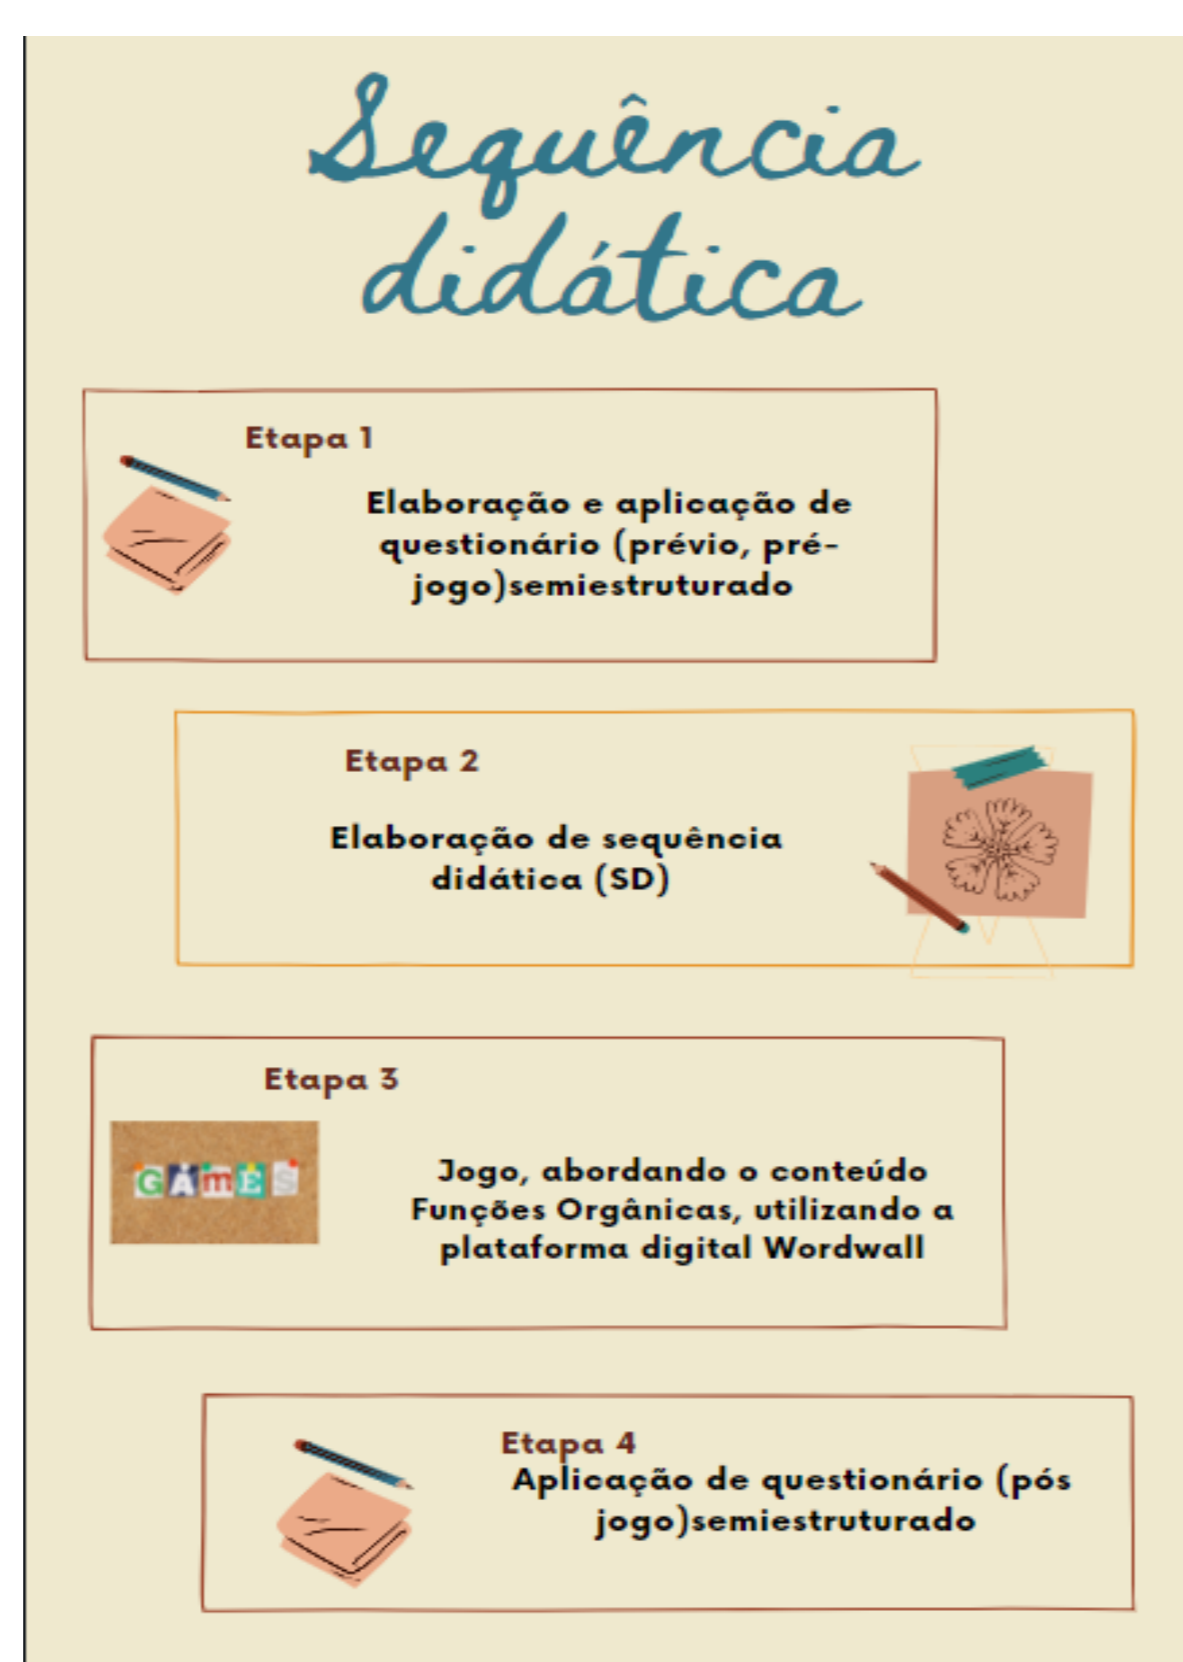 Sequência
didática
Etapa 1
Elaboração e aplicação de
questionário (prévio, pré-
jogo)semiestruturado
Etapa 2
Elaboração de sequência
didática (SD)
Etapa 3
GAmES
Jogo, abordando o conteúdo
Funções Orgânicas, utilizando a
plataforma digital Wordwall
Etapa 4
Aplicação de questionário (pós
jogo)semiestruturado